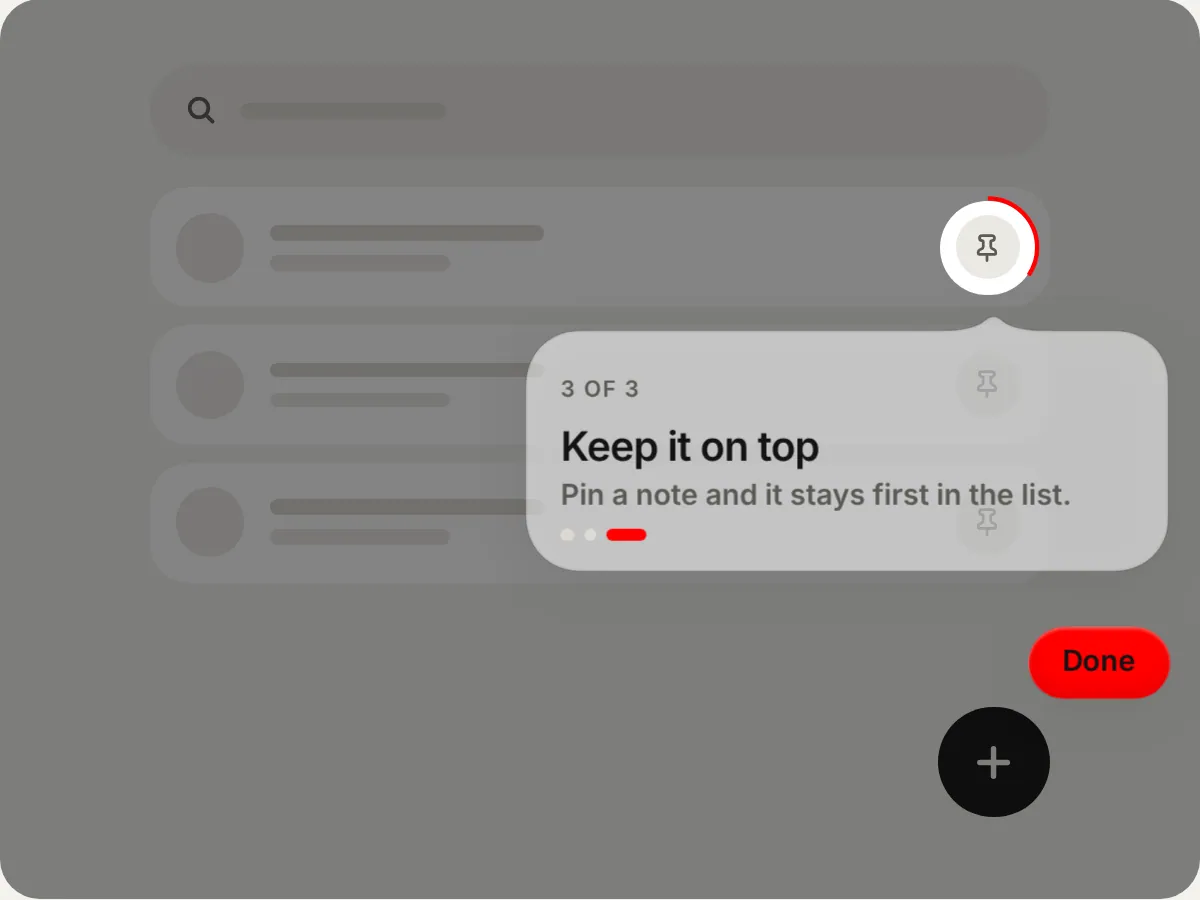 3 OF 3
Keep it on top
Pin a note and it stays first in the list.
Done